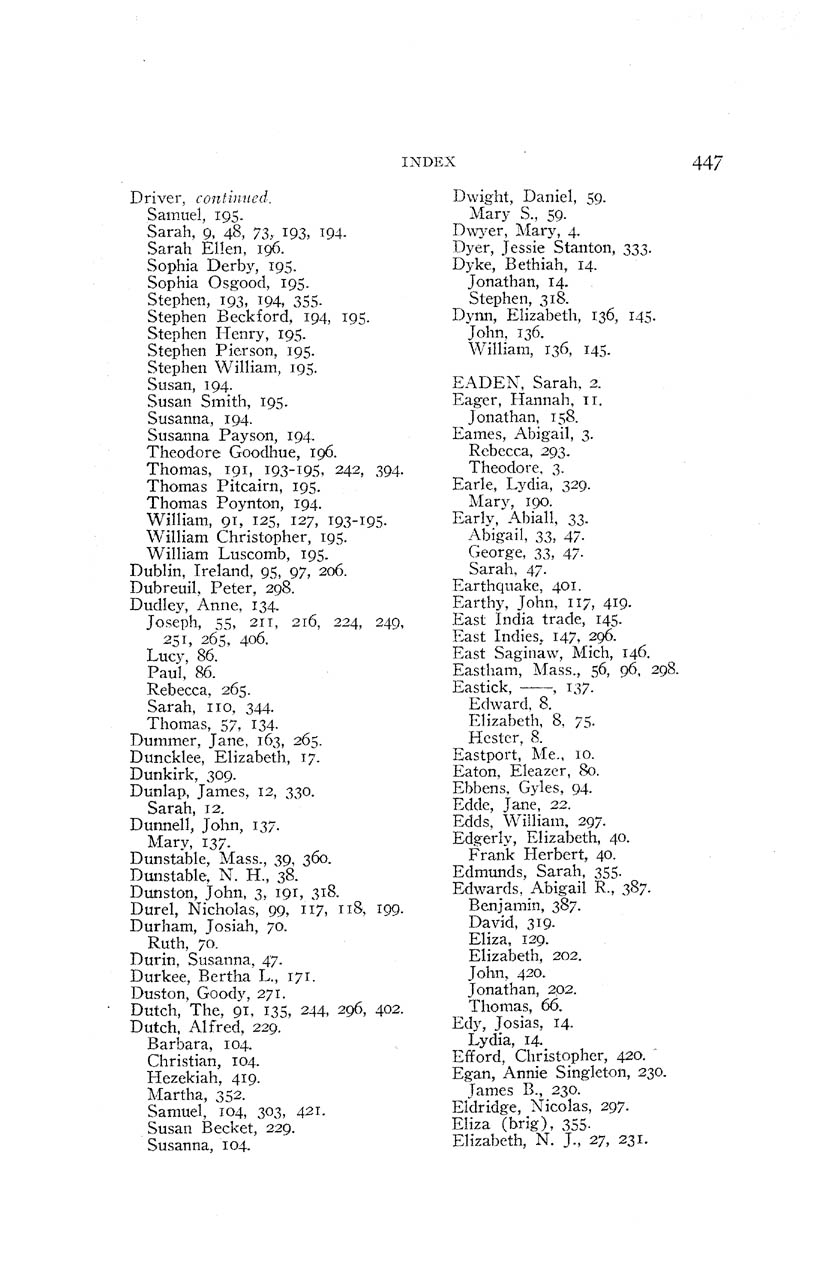 INDEX 447
Driver, continued.
Samuel, 195.
Sarah, 9, 48, 73, 193, 194.
Sarah Ellen, 196.
Sophia Derby, 195.
Sophia Osgood, 195.
Stephen, 193, 194, 355.
Stephen Beckford, 194, 195.
Stephen Henry, 195.
Stephen Pierson, 195.
Stephen William, 195.
Susan, 194.
Susan Smith, 195.
Susanna, 194.
Susanna Payson, 194.
Theodore Goodhue, 196.
Thomas, 191, 193-195, 242, 394.
Thomas Pitcairn, 195.
Thomas Poynton, 194.
William, 91, 125, 127, 193-195.
William Christopher, 195.
William Luscomb, 195.
Dublin, Ireland, 95, 97, 206.
Dubreuil, Peter, 298.
Dudley, Anne, 134.
Joseph, 55, 211, 216, 224, 249,
251, 265, 406.
Lucy, 86.
Paul, 86.
Rebecca, 265.
Sarah, 110, 344.
Thomas, 57, 134.
Dummer, Jane, 163, 265.
Duncklee, Elizabeth, 17.
Dunkirk, 309.
Dunlap, James, 12, 330.
Sarah, 12.
Dunnell, John, 137.
Mary, 137.
Dunstable, Mass., 39, 360.
Dunstable, N. H., 38.
Dunston, John, 3, 191, 318.
Durel, Nicholas, 99, 117, 118, 199.
Durham, Josiah, 70.
Ruth, 70.
Durin, Susanna, 47.
Durkee, Bertha L., 171.
Duston, Goody, 271.
Dutch, The, 91, 135, 244, 296, 402.
Dutch, Alfred, 229.
Barbara, 104.
Christian, 104.
Hezekiah, 419.
Martha, 352.
Samuel, 104, 303, 421.
Susan Becket, 229.
Susanna, 104.
Dwight, Daniel, 59.
Mary S., 59.
Dwyer, Mary, 4.
Dyer, Jessie Stanton, 333.
Dyke, Bethiah, 14.
Jonathan, 14.
Stephen, 318.
Dynn, Elizabeth, 136, 145.
John, 136.
William, 136, 145.
EADEN, Sarah, 2.
Eager, Hannah, 11.
Jonathan, 158.
Eames, Abigail, 3.
Rebecca, 293.
Theodore, 3.
Earle, Lydia, 329.
Mary, 190.
Early, Abiall, 33.
Abigail, 33, 47.
George, 33, 47.
Sarah, 47.
Earthquake, 401.
Earthy, John, 117, 419.
East India trade, 145.
East Indies, 147, 296.
East Saginaw, Mich, 146.
Eastham, Mass., 56, 96, 298.
Eastick, ——, 137.
Edward, 8.
Elizabeth, 8, 75.
Hester, 8.
Eastport, Me., 10.
Eaton, Eleazer, 80.
Ebbens, Gyles, 94.
Edde, Jane, 22.
Edds, William, 297.
Edgerly, Elizabeth, 40.
Frank Herbert, 40.
Edmunds, Sarah, 355.
Edwards, Abigail R., 387.
Benjamin, 387.
David, 319.
Eliza, 129.
Elizabeth, 202.
John, 420.
Jonathan, 202.
Thomas, 66.
Edy, Josias, 14.
Lydia, 14.
Efford, Christopher, 420.
Egan, Annie Singleton, 230.
James B., 230.
Eldridge, Nicolas, 297.
Eliza (brig), 355.
Elizabeth, N. J., 27, 231.